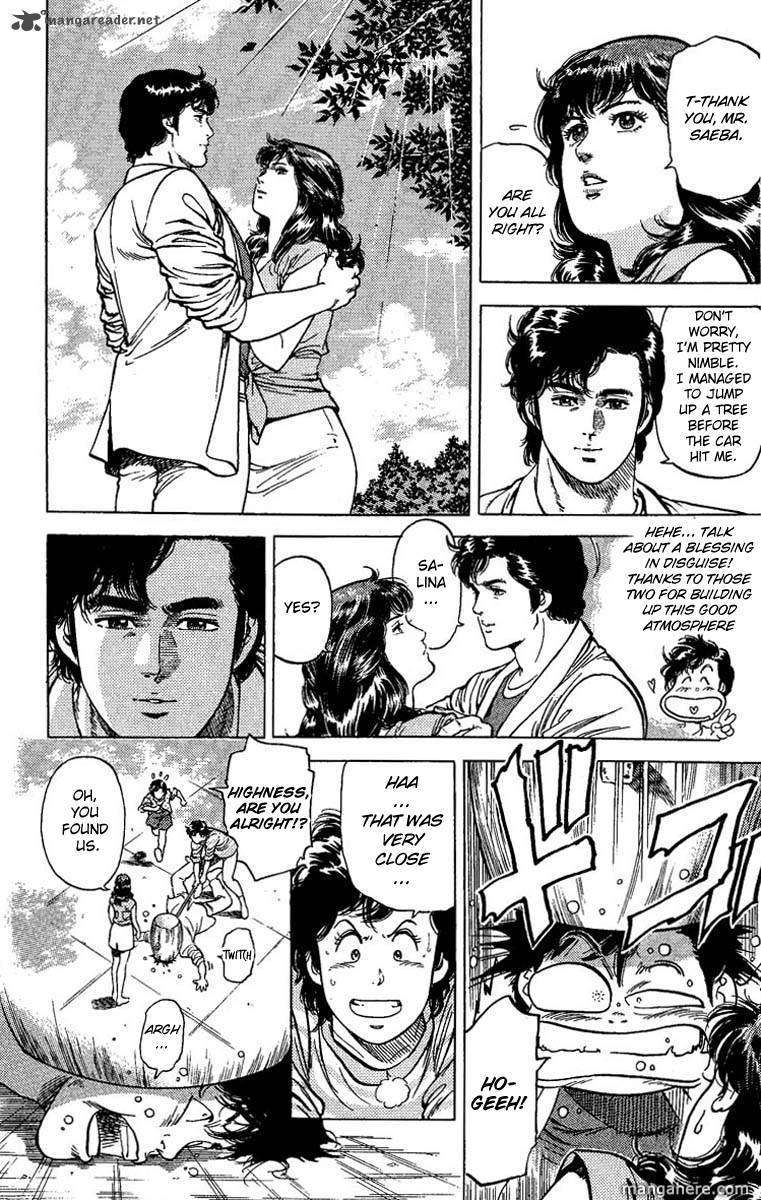 mangareader.net
T-THANK
YOU, MR.
SAEBA.
ARE
YOU ALL
RIGHT?
DON'T
WORRY,
I'M PRETTY
NIMBLE.
I MANAGED
TO JUMP
UP A TREE
BEFORE
THE CAR
HIT ME.
HEHE... TALK
ABOUT A BLESSING
IN DISGUISE!
THANKS TO THOSE
TWO FOR BUILDING
UP THIS GOOD
ATMOSPHERE
SA-
LINA
...
YES?
ドゴ
HO-
GEEH!
HAA
...
THAT WAS
VERY
CLOSE
...
HIGHNESS,
ARE YOU
ALRIGHT!?
OH,
YOU
FOUND
US.
TWITCH
ARGH
...
mangahere.com